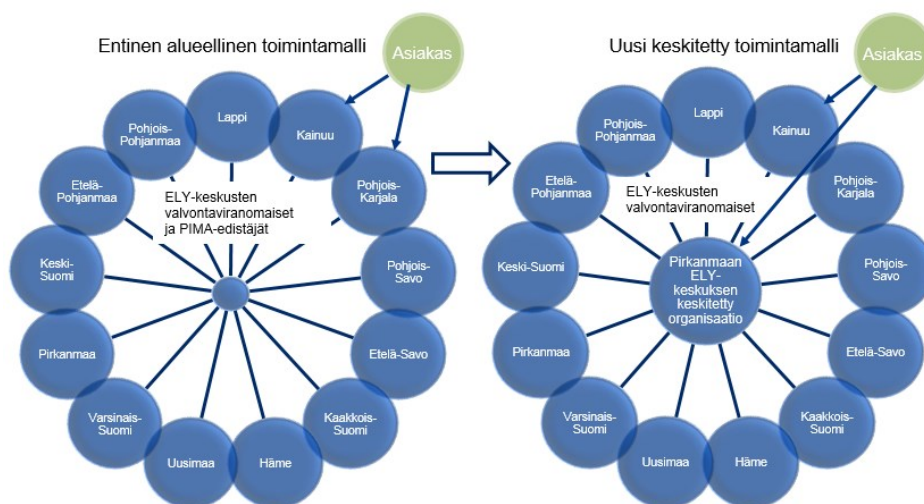 Entinen alueellinen toimintamalli
Asiakas
Lappi
Kainuu
Pohjois-
Karjala
Pohjois-
Savo
Etelä-Savo
Kaakkois-
Suomi
Häme
Uusimaa
Varsinais-
Suomi
Pirkanmaa
Keski-
Suomi
Etelä-
Pohjanmaa
Pohjois-
Pohjanmaa
ELY-keskusten
valvontaviranomaiset
ja PIMA-edistäjät
Uusi keskitetty toimintamalli
Asiakas
Lappi
Kainuu
Pohjois-
Karjala
Pohjois-
Savo
Etelä-Savo
Kaakkois-
Suomi
Häme
Uusimaa
Varsinais-
Suomi
Pirkanmaa
Keski-Suomi
Etelä-
Pohjanmaa
Pohjois-
Pohjanmaa
ELY-keskusten
valvontaviranomaiset
Pirkanmaan
ELY-
keskuksen
keskitetty
organisaatio